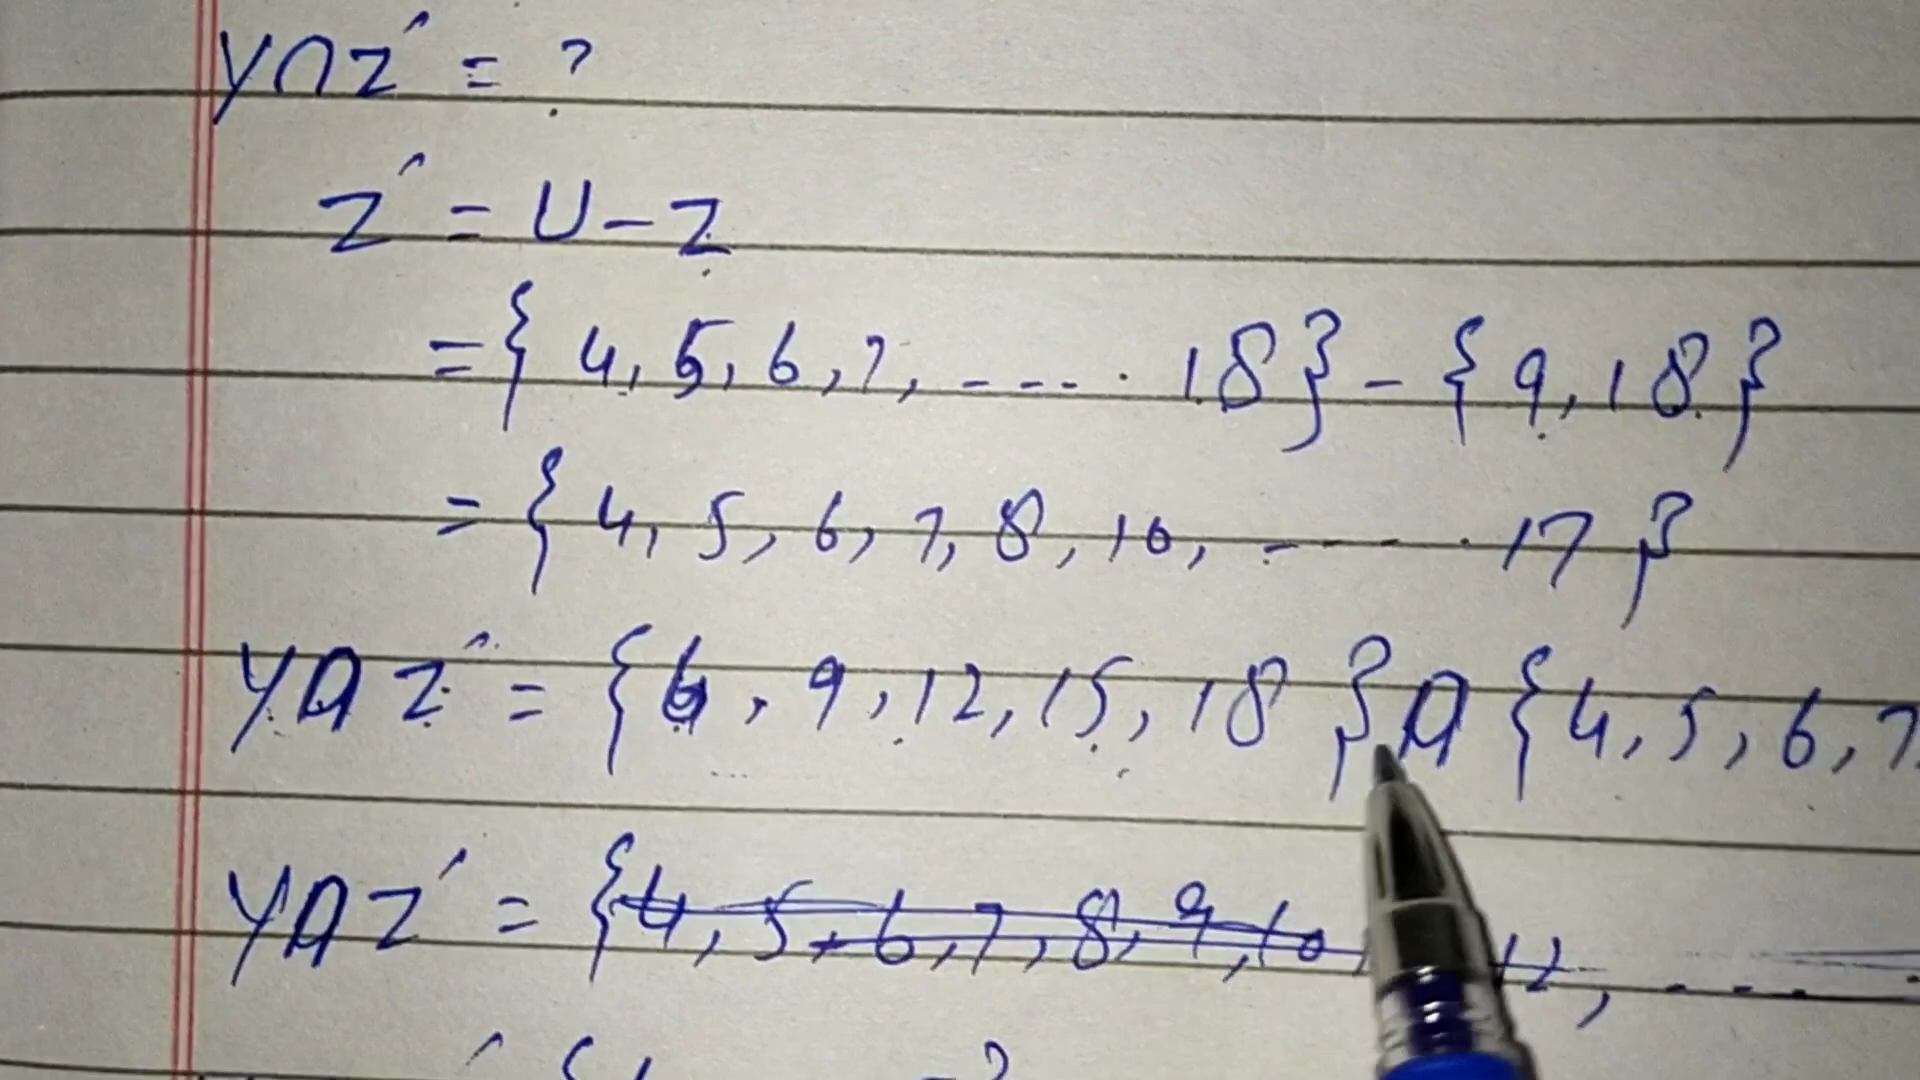 Y∩Z' = ?
Z' = U - Z
= { 4, 5, 6, 7, ----. 18 } - { 9, 18 }
= { 4, 5, 6, 7, 8, 10, ----. 17 }
Y∩Z' = { 6, 9, 12, 15, 18 } ∩ { 4, 5, 6, 7
Y∩Z' = { 4, 5, 6, 7, 8, 9, 10, 12, ---